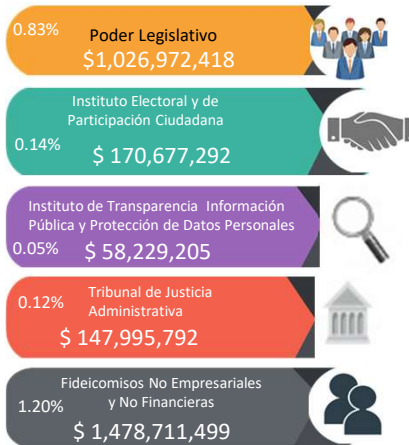 0.83%
Poder Legislativo
$1,026,972,418
Instituto Electoral y de
Participación Ciudadana
0.14%
$ 170,677,292
Instituto de Transparencia Información
Pública y Protección de Datos Personales
0.05%
$ 58,229,205
0.12%
Tribunal de Justicia
Administrativa
$ 147,995,792
Fideicomisos No Empresariales
y No Financieras
1.20%
$ 1,478,711,499